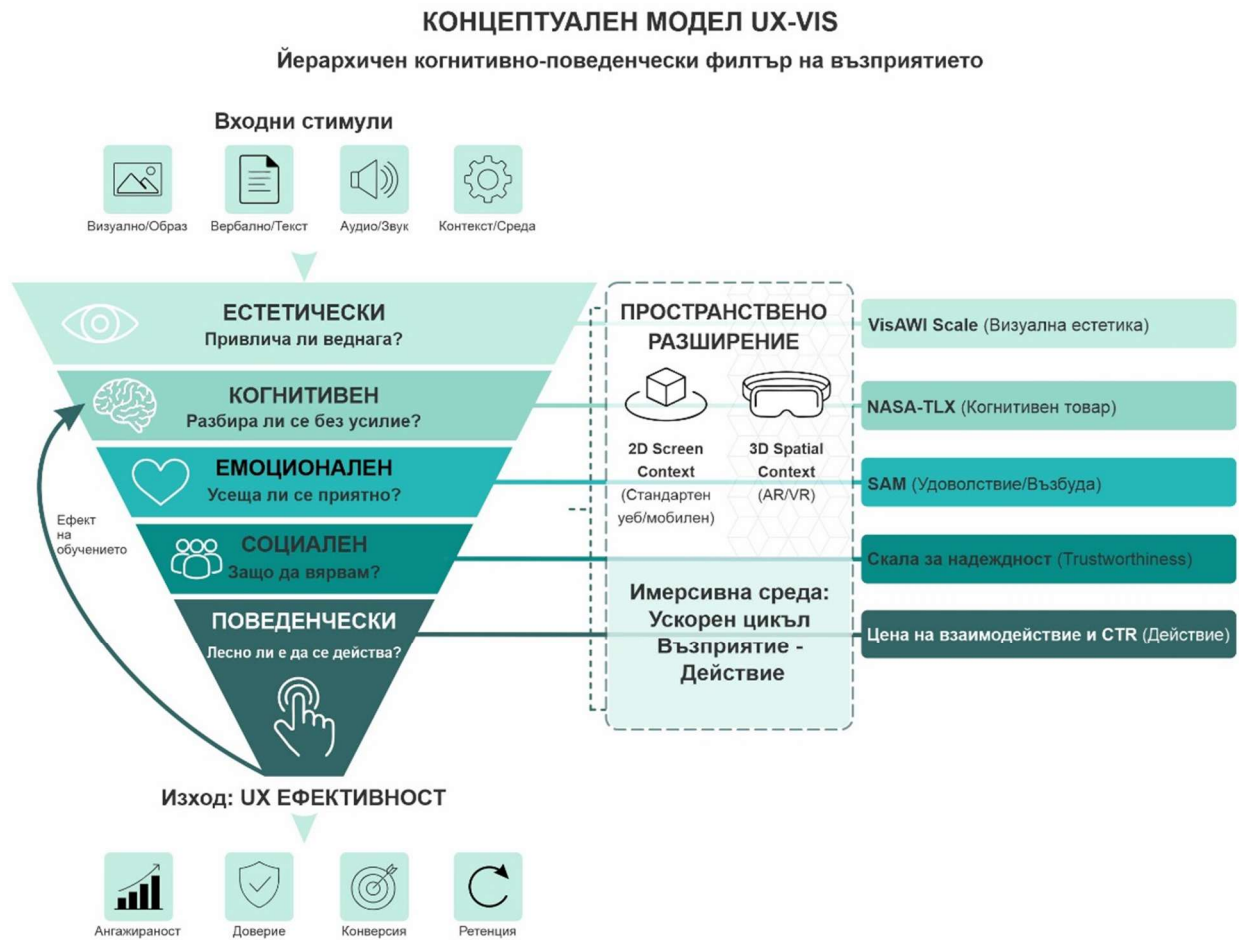 КОНЦЕПТУАЛЕН МОДЕЛ UX-VIS
Йерархичен когнитивно-поведенчески филтър на възприятието
Входни стимули
Визуално/Образ
Вербално/Текст
Аудио/Звук
Контекст/Среда
ЕСТЕТИЧЕСКИ
Привлича ли веднага?
КОГНИТИВЕН
Разбира ли се без усилие?
ЕМОЦИОНАЛЕН
Усеща ли се приятно?
СОЦИАЛЕН
Защо да вярвам?
ПОВЕДЕНЧЕСКИ
Лесно ли е да се действа?
Ефект
на
обучението
ПРОСТРАНСТВЕНО
РАЗШИРЕНИЕ
2D Screen
Context
(Стандартен
уеб/мобилен)
3D Spatial
Context
(AR/VR)
Имерсивна среда:
Ускорен цикъл
Възприятие -
Действие
VisAWI Scale (Визуална естетика)
NASA-TLX (Когнитивен товар)
SAM (Удоволствие/Възбуда)
Скала за надеждност (Trustworthiness)
Цена на взаимодействие и CTR (Действие)
Изход: UX ЕФЕКТИВНОСТ
Ангажираност
Доверие
Конверсия
Ретенция